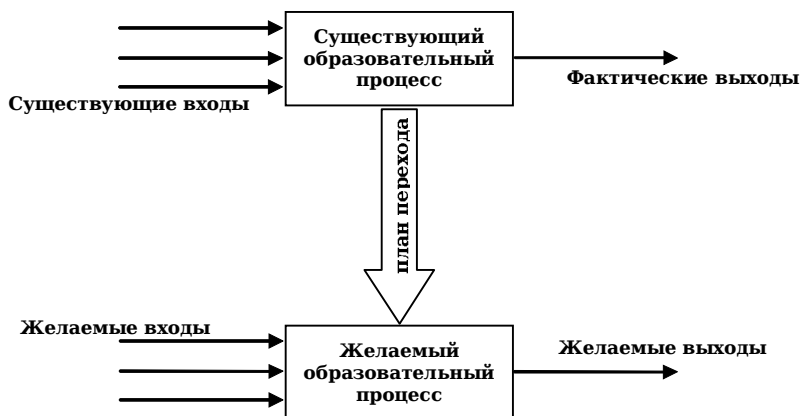 Существующий
образовательный
процесс
Существующие входы
Фактические выходы
план перехода
Желаемые входы
Желаемый
образовательный
процесс
Желаемые выходы